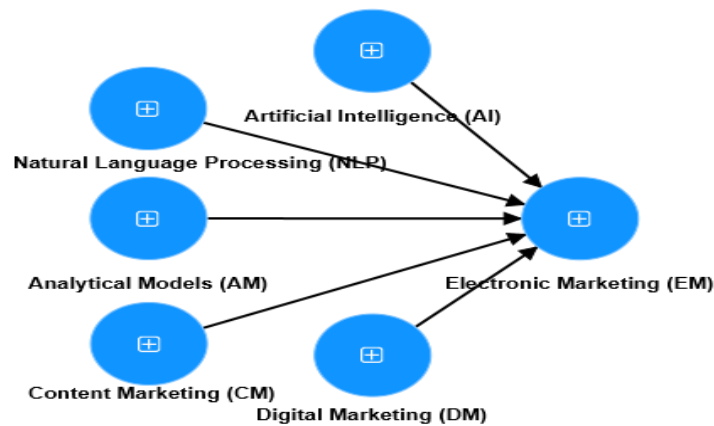 Artificial Intelligence (AI)
Natural Language Processing (NLP)
Analytical Models (AM)
Electronic Marketing (EM)
Content Marketing (CM)
Digital Marketing (DM)